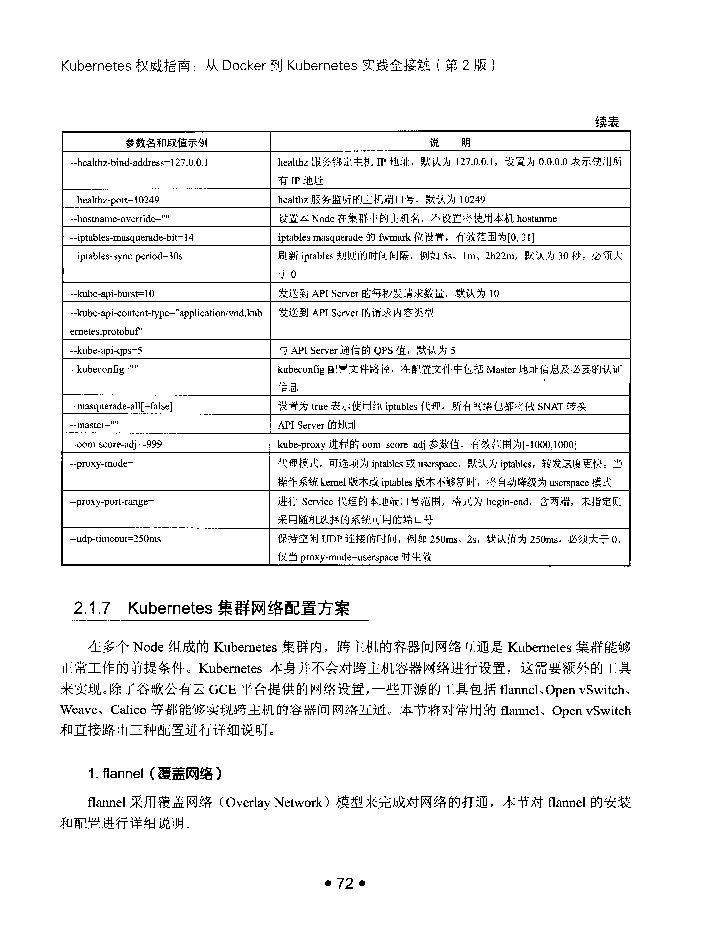 Kubernetes 权威指南：从 Docker 到 Kubernetes 实践全接触（第 2 版）
续表
参数名和取值示例 说 明
--healthz-bind-address=127.0.0.1 healthz 服务绑定主机 IP 地址，默认为 127.0.0.1，设置为 0.0.0.0 表示使用所
有 IP 地址
--healthz-port=10249 healthz 服务监听的主机端口号，默认为 10249
--hostname-override="" 设置本 Node 在集群中的主机名，不设置将使用本机 hostname
--iptables-masquerade-bit=14 iptables masquerade 的 fwmark 位设置，有效范围为[0, 31]
--iptables-sync-period=30s 刷新 iptables 规则的时间间隔，例如 5s、1m、2h22m，默认为 30 秒，必须大
于 0
--kube-api-burst=10 发送到 API Server 的每秒发请求数量，默认为 10
--kube-api-content-type="application/vnd.kub 发送到 API Server 的请求内容类型
ernetes.protobuf"
--kube-api-qps=5 与 API Server 通信的 QPS 值，默认为 5
--kubeconfig="" kubeconfig 配置文件路径，在配置文件中包括 Master 地址信息及必要的认证
信息
--masquerade-all[=false] 设置为 true 表示使用纯 iptables 代理，所有网络包都将做 SNAT 转换
--master="" API Server 的地址
--oom-score-adj=-999 kube-proxy 进程的 oom_score_adj 参数值，有效范围为[-1000,1000]
--proxy-mode= 代理模式，可选项为 iptables 或 userspace，默认为 iptables，转发速度更快。当
操作系统 kernel 版本或 iptables 版本不够新时，将自动降级为 userspace 模式
--proxy-port-range= 进行 Service 代理的本地端口号范围，格式为 begin-end，含两端，未指定则
采用随机选择的系统可用的端口号
--udp-timeout=250ms 保持空闲 UDP 连接的时间，例如 250ms、2s，默认值为 250ms，必须大于 0，
仅当 proxy-mode=userspace 时生效
2.1.7 Kubernetes 集群网络配置方案
在多个 Node 组成的 Kubernetes 集群内，跨主机的容器间网络互通是 Kubernetes 集群能够
正常工作的前提条件。Kubernetes 本身并不会对跨主机容器网络进行设置，这需要额外的工具
来实现。除了谷歌公有云 GCE 平台提供的网络设置，一些开源的工具包括 flannel、Open vSwitch、
Weave、Calico 等都能够实现跨主机的容器间网络互通。本节将对常用的 flannel、Open vSwitch
和直接路由三种配置进行详细说明。
1. flannel（覆盖网络）
flannel 采用覆盖网络（Overlay Network）模型来完成对网络的打通，本节对 flannel 的安装
和配置进行详细说明。
• 72 •